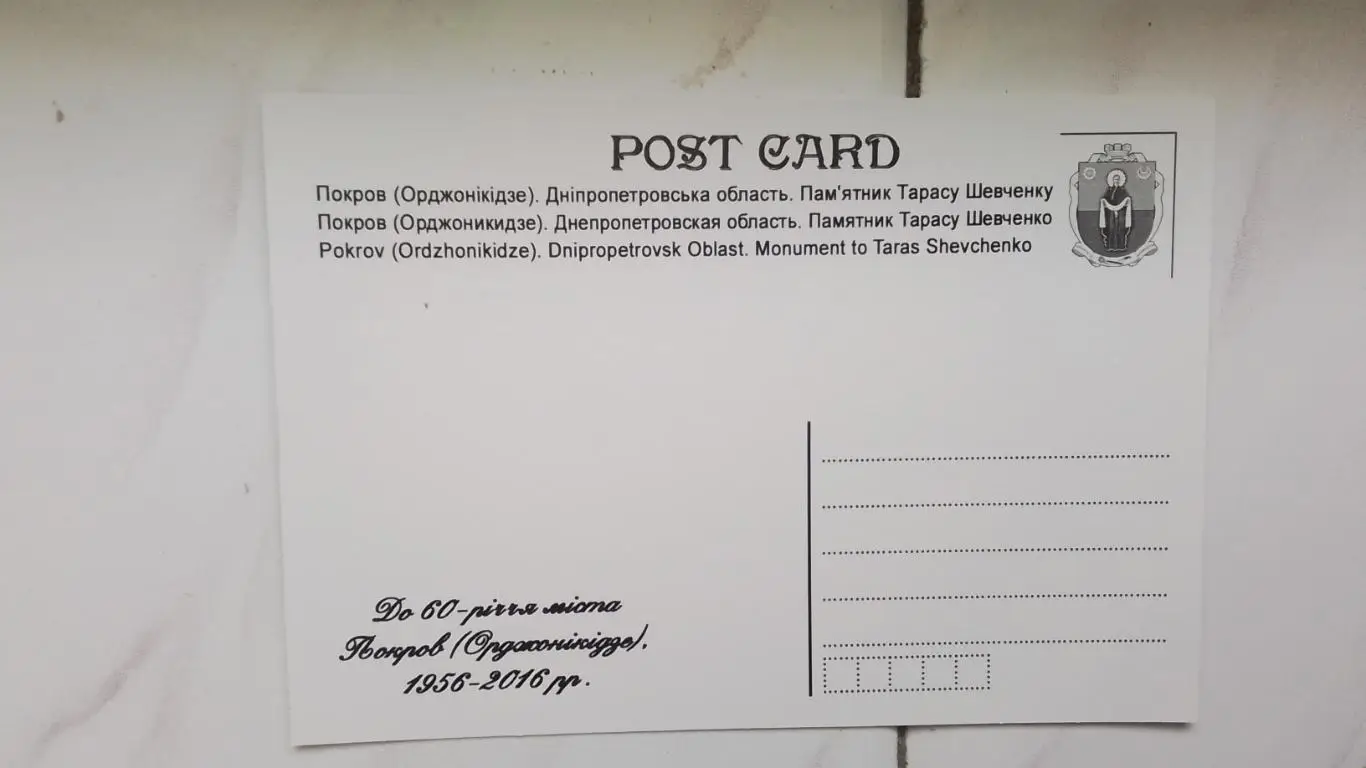 POST CARD
Покров (Орджонікідзе). Дніпропетровська область. Пам'ятник Тарасу Шевченку
Покров (Орджоникидзе). Днепропетровская область. Памятник Тарасу Шевченко
Pokrov (Ordzhonikidze). Dnipropetrovsk Oblast. Monument to Taras Shevchenko
До 60-річчя міста
Покров (Орджонікідзе).
1956-2016 рр.